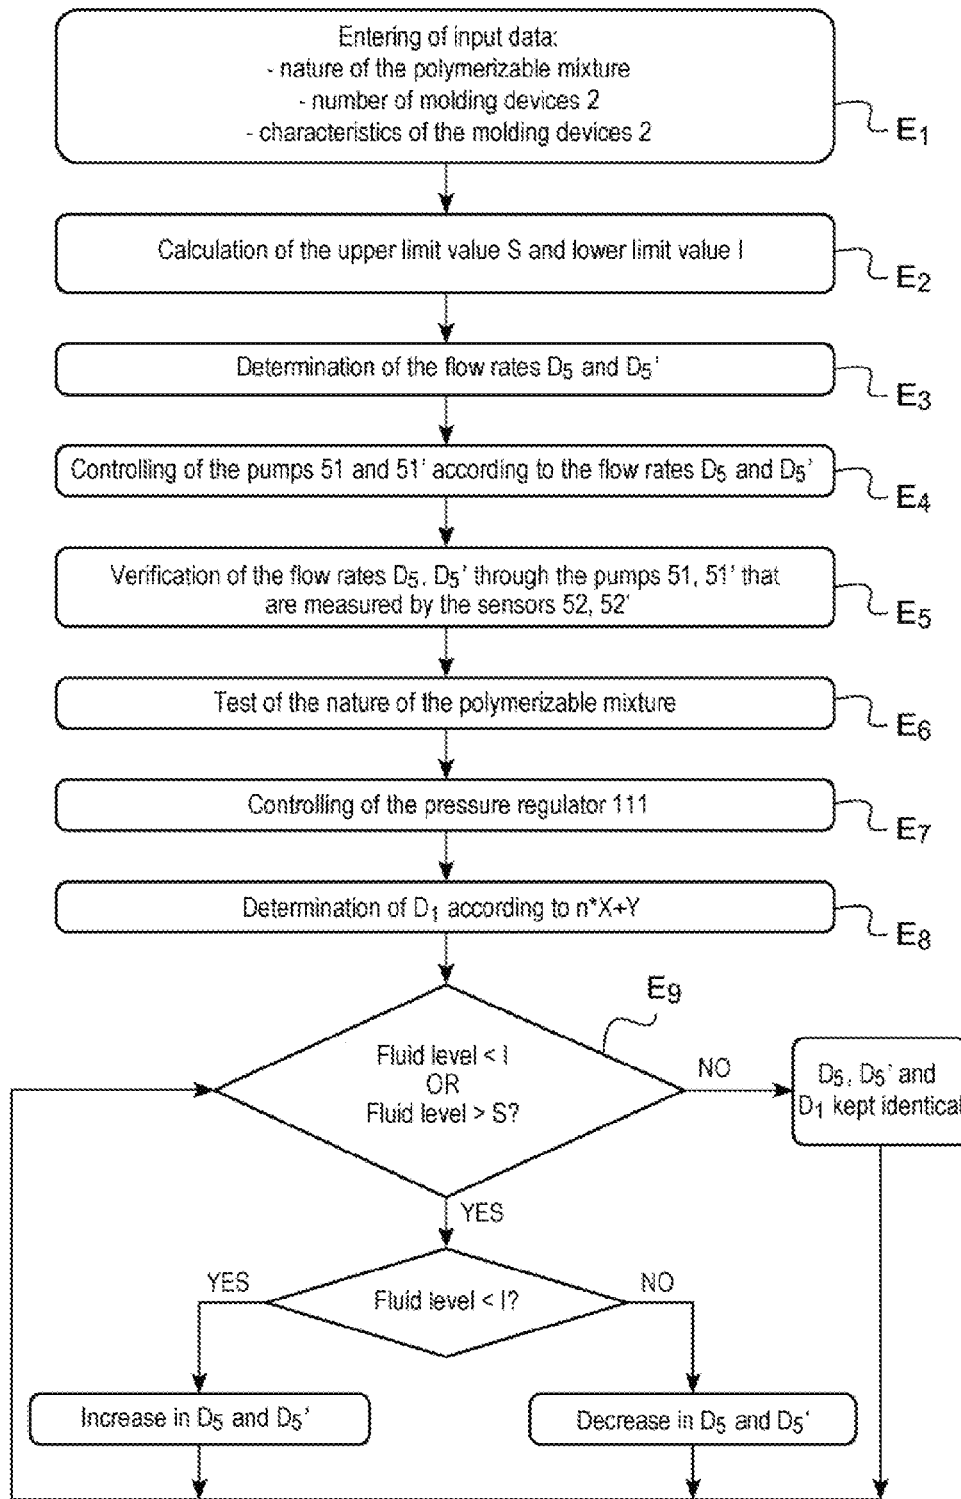 Entering of input data:
- nature of the polymerizable mixture
- number of molding devices 2
- characteristics of the molding devices 2
E1
Calculation of the upper limit value S and lower limit value I
E2
Determination of the flow rates D5 and D5'
E3
Controlling of the pumps 51 and 51' according to the flow rates D5 and D5'
E4
Verification of the flow rates D5, D5' through the pumps 51, 51' that
are measured by the sensors 52, 52'
E5
Test of the nature of the polymerizable mixture
E6
Controlling of the pressure regulator 111
E7
Determination of D1 according to n*X+Y
E8
E9
Fluid level < I
OR
Fluid level > S?
NO
D5, D5' and
D1 kept identical
YES
Fluid level < I?
YES
NO
Increase in D5 and D5'
Decrease in D5 and D5'